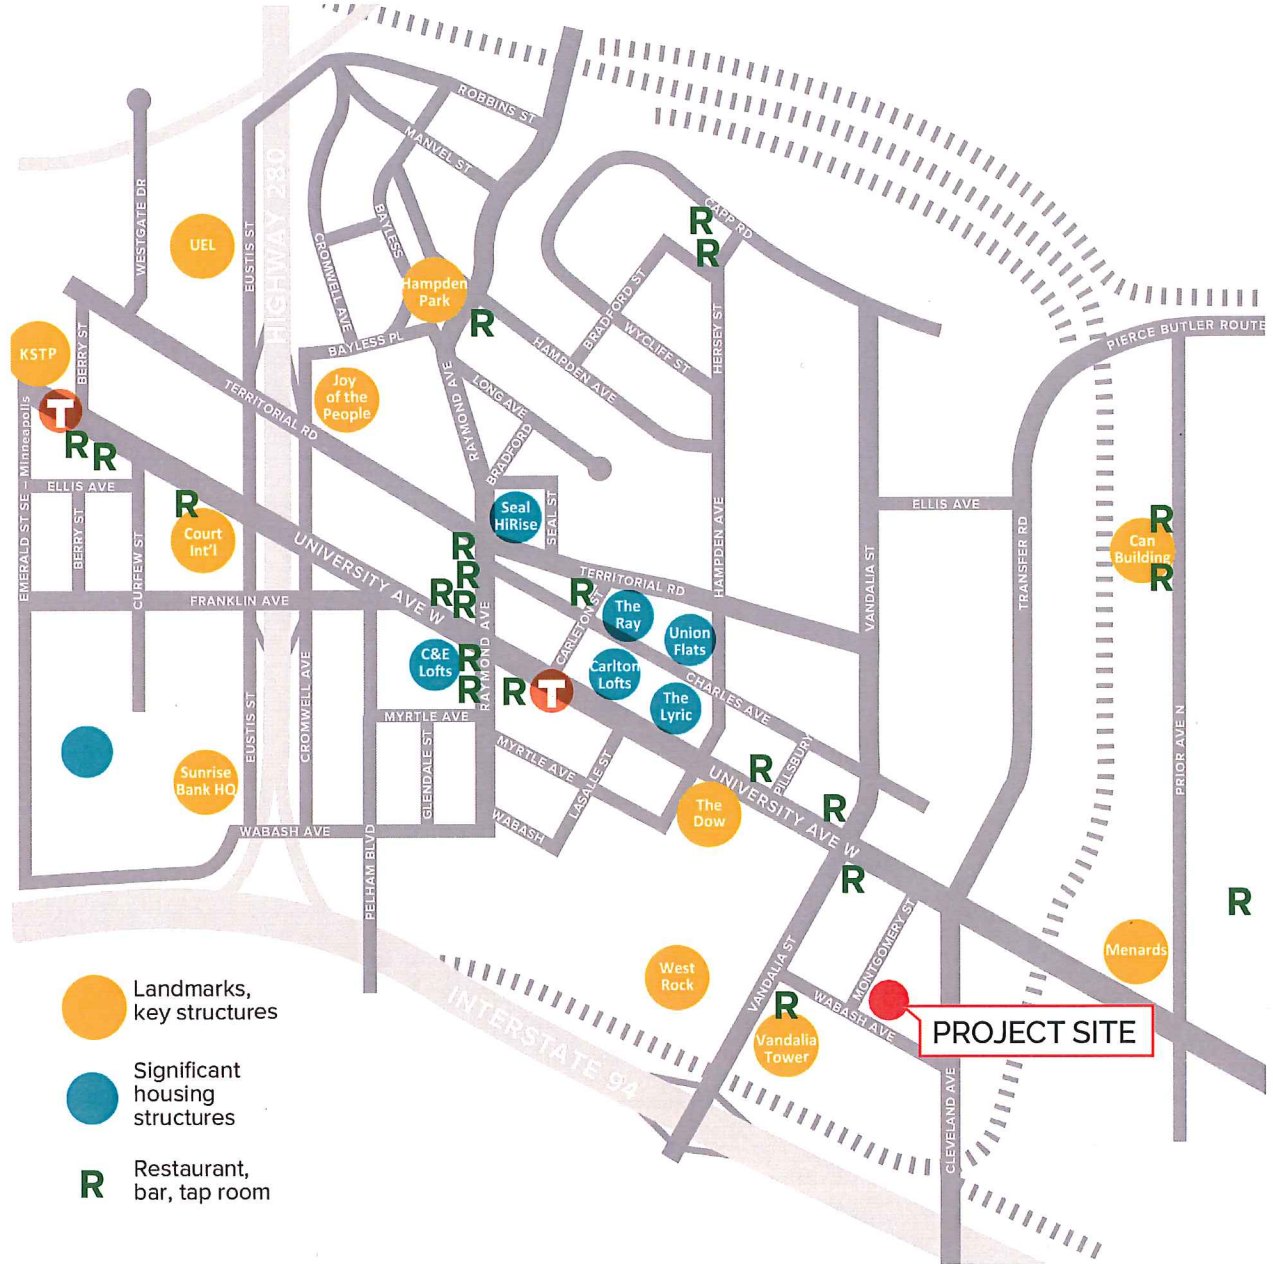 ROBBINS ST
MANVEL ST
WESTGATE DR
EUSTIS ST
HIGHWAY 280
CROMWELL AVE
BAYLESS
CAPP RD
R
R
UEL
Hampden
Park
R
BRADFORD ST
WYCLIFF ST
HERSEY ST
PIERCE BUTLER ROUTE
KSTP
BERRY ST
BAYLESS PL
HAMPDEN AVE
TERRITORIAL RD
Joy
of the
People
RAYMOND AVE
LONG AVE
BRADFORD
T
R
R
EMERALD ST SE – Minneapolis
ELLIS AVE
BERRY ST
CURFEW ST
R
Court
Int'l
Seal
HiRise
SEAL ST
ELLIS AVE
TRANSFER RD
VANDALIA ST
HAMPDEN AVE
R
Can
Building
R
UNIVERSITY AVE W
FRANKLIN AVE
R
R
R
R
R
TERRITORIAL RD
CARLETON ST
The
Ray
Union
Flats
C&E
Lofts
R
R
RAYMOND AVE
R
T
Carlton
Lofts
The
Lyric
CHARLES AVE
MYRTLE AVE
EUSTIS ST
CROMWELL AVE
GLENDALE ST
MYRTLE AVE
LASALLE ST
R
PILLSBURY
PRIOR AVE N
Sunrise
Bank HQ
WABASH AVE
PELHAM BLVD
WABASH
The
Dow
UNIVERSITY AVE W
R
R
R
MONTGOMERY ST
Menards
West
Rock
VANDALIA ST
R
WABASH AVE
Vandalia
Tower
PROJECT SITE
CLEVELAND AVE
INTERSTATE 94
Landmarks,
key structures
Significant
housing
structures
R
Restaurant,
bar, tap room